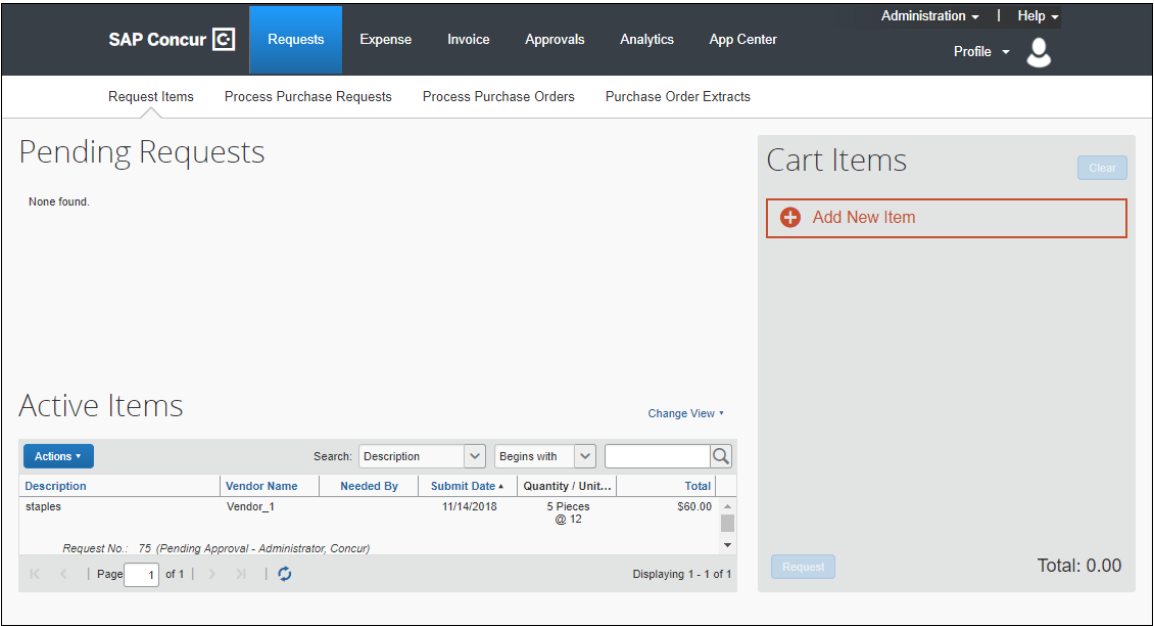 Administration | Help
SAP Concur C Requests Expense Invoice Approvals Analytics App Center
Profile
Request Items Process Purchase Requests Process Purchase Orders Purchase Order Extracts
Pending Requests
None found.
Cart Items
Clear
Add New Item
Active Items
Change View
Actions Search: Description Begins with
Description Vendor Name Needed By Submit Date Quantity / Unit... Total
staples Vendor_1 11/14/2018 5 Pieces $60.00
@ 12
Request No.: 75 (Pending Approval - Administrator, Concur)
Page 1 of 1 Displaying 1 - 1 of 1
Request Total: 0.00